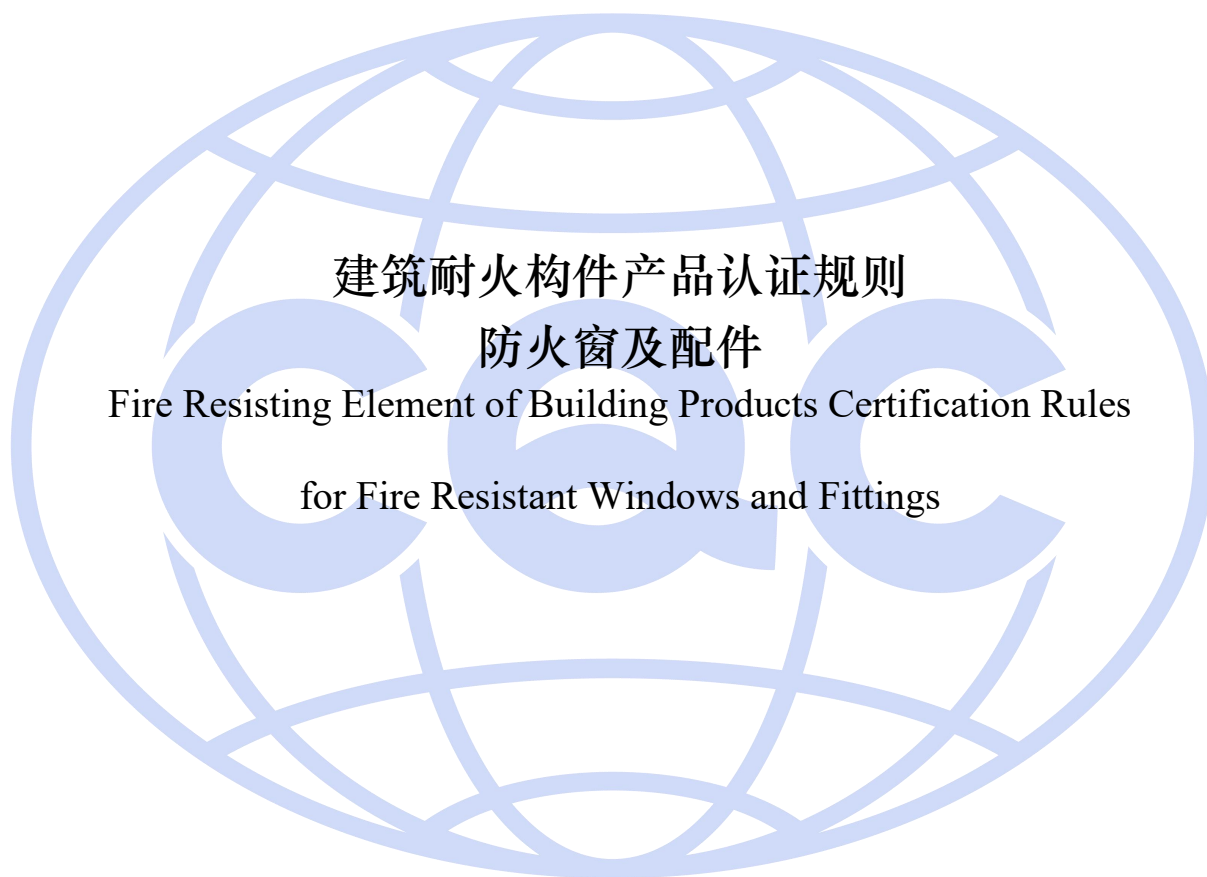 建筑耐火构件产品认证规则
防火窗及配件
Fire Resisting Element of Building Products Certification Rules
for Fire Resistant Windows and Fittings
CQC